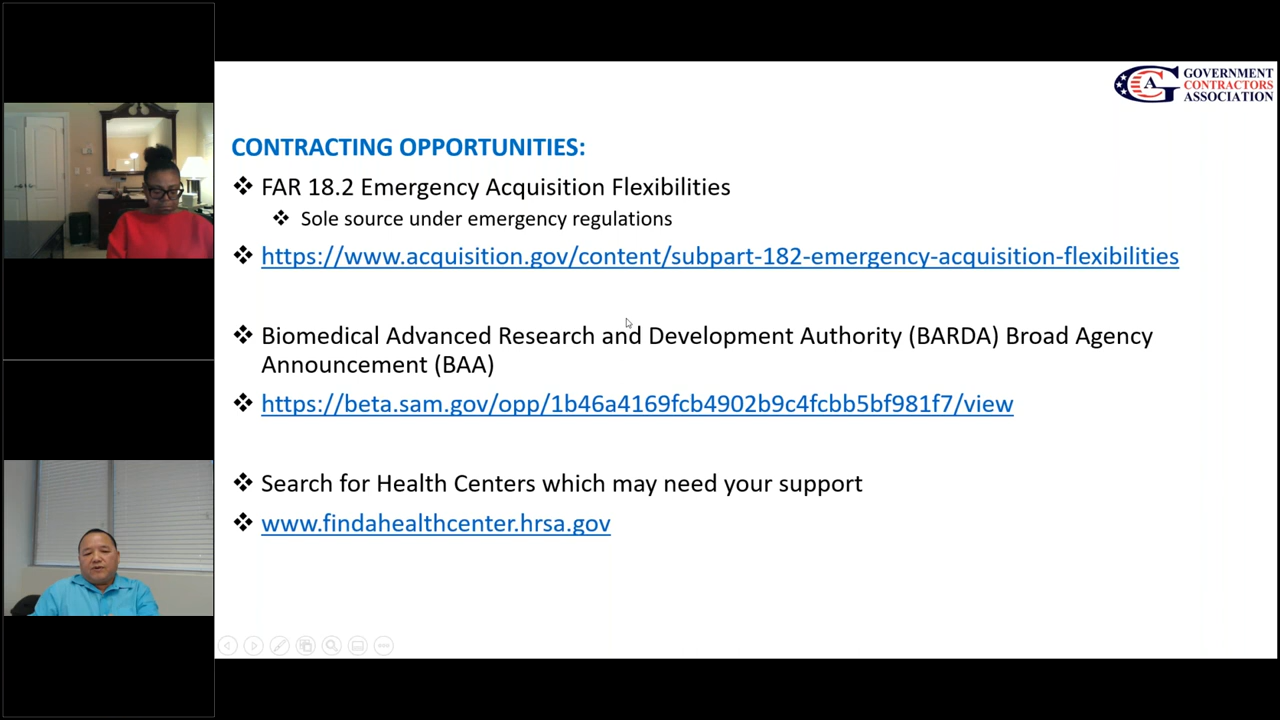 GOVERNMENT
CONTRACTORS
ASSOCIATION
CONTRACTING OPPORTUNITIES:
FAR 18.2 Emergency Acquisition Flexibilities
Sole source under emergency regulations
https://www.acquisition.gov/content/subpart-182-emergency-acquisition-flexibilities
Biomedical Advanced Research and Development Authority (BARDA) Broad Agency
Announcement (BAA)
https://beta.sam.gov/opp/1b46a4169fcb4902b9c4fcbb5bf981f7/view
Search for Health Centers which may need your support
www.findahealthcenter.hrsa.gov